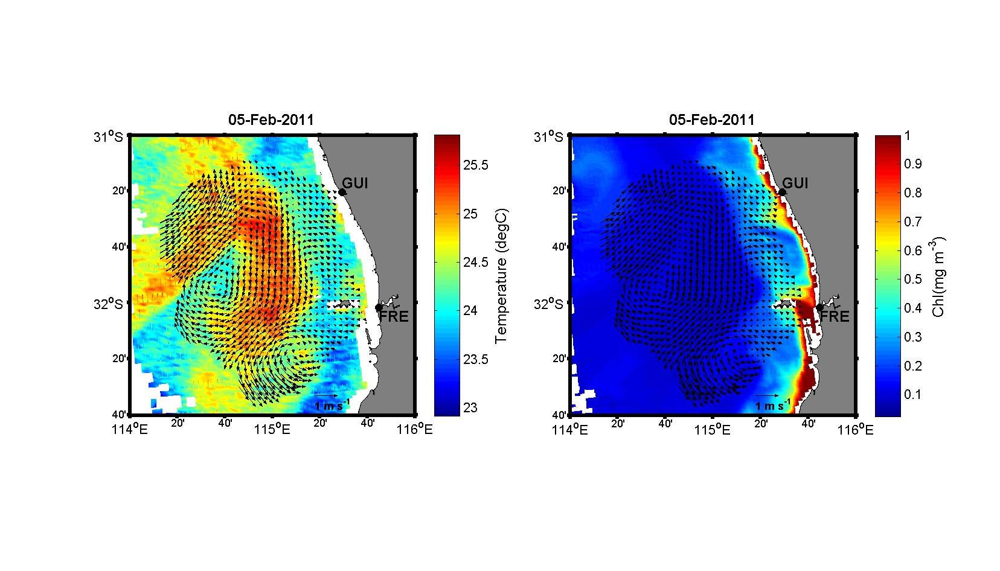 05-Feb-2011
31°S
20'
40'
32°S
20'
40'
114°E
20'
40'
115°E
20'
40'
116°E
GUI
FRE
1 m s⁻¹
25.5
25
24.5
24
23.5
23
Temperature (degC)
05-Feb-2011
31°S
20'
40'
32°S
20'
40'
114°E
20'
40'
115°E
20'
40'
116°E
GUI
FRE
1 m s⁻¹
1
0.9
0.8
0.7
0.6
0.5
0.4
0.3
0.2
0.1
Chl(mg m⁻³)